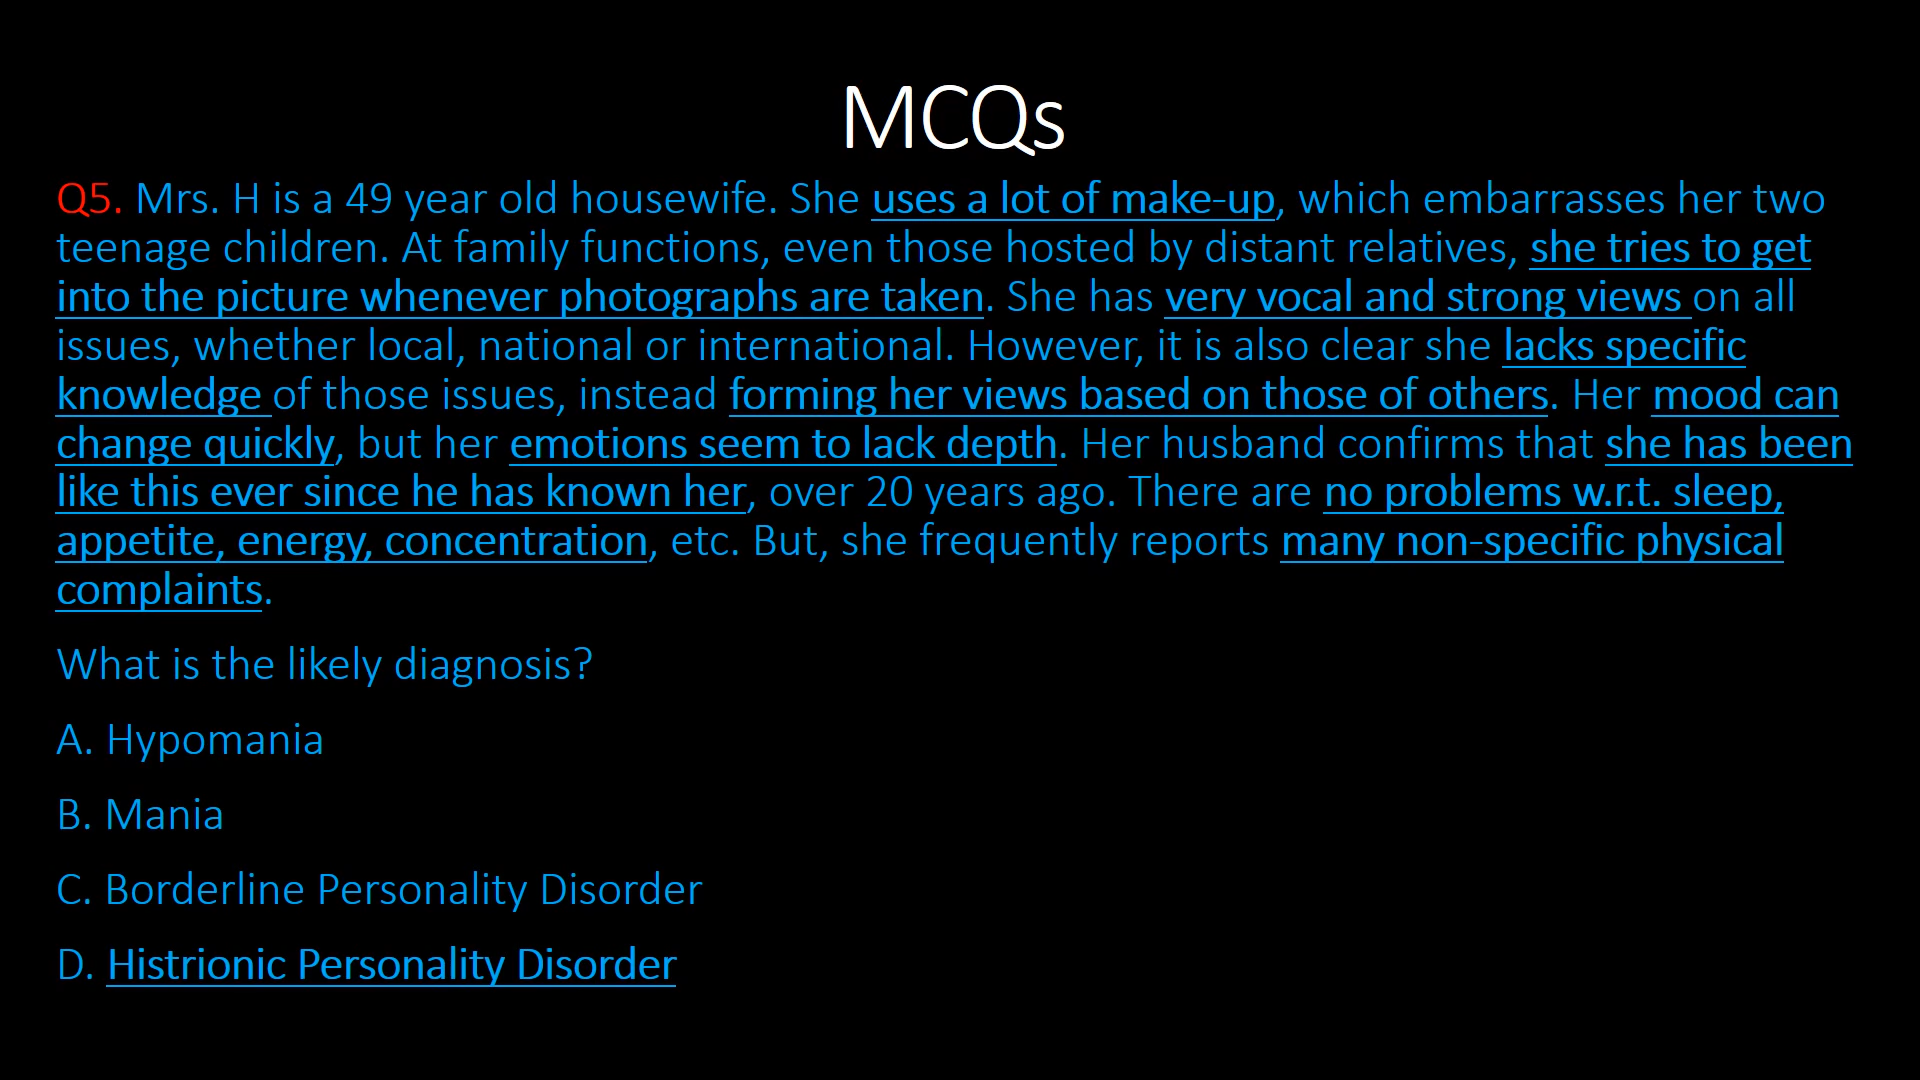 MCQs
Q5. Mrs. H is a 49 year old housewife. She uses a lot of make-up, which embarrasses her two
teenage children. At family functions, even those hosted by distant relatives, she tries to get
into the picture whenever photographs are taken. She has very vocal and strong views on all
issues, whether local, national or international. However, it is also clear she lacks specific
knowledge of those issues, instead forming her views based on those of others. Her mood can
change quickly, but her emotions seem to lack depth. Her husband confirms that she has been
like this ever since he has known her, over 20 years ago. There are no problems w.r.t. sleep,
appetite, energy, concentration, etc. But, she frequently reports many non-specific physical
complaints.
What is the likely diagnosis?
A. Hypomania
B. Mania
C. Borderline Personality Disorder
D. Histrionic Personality Disorder